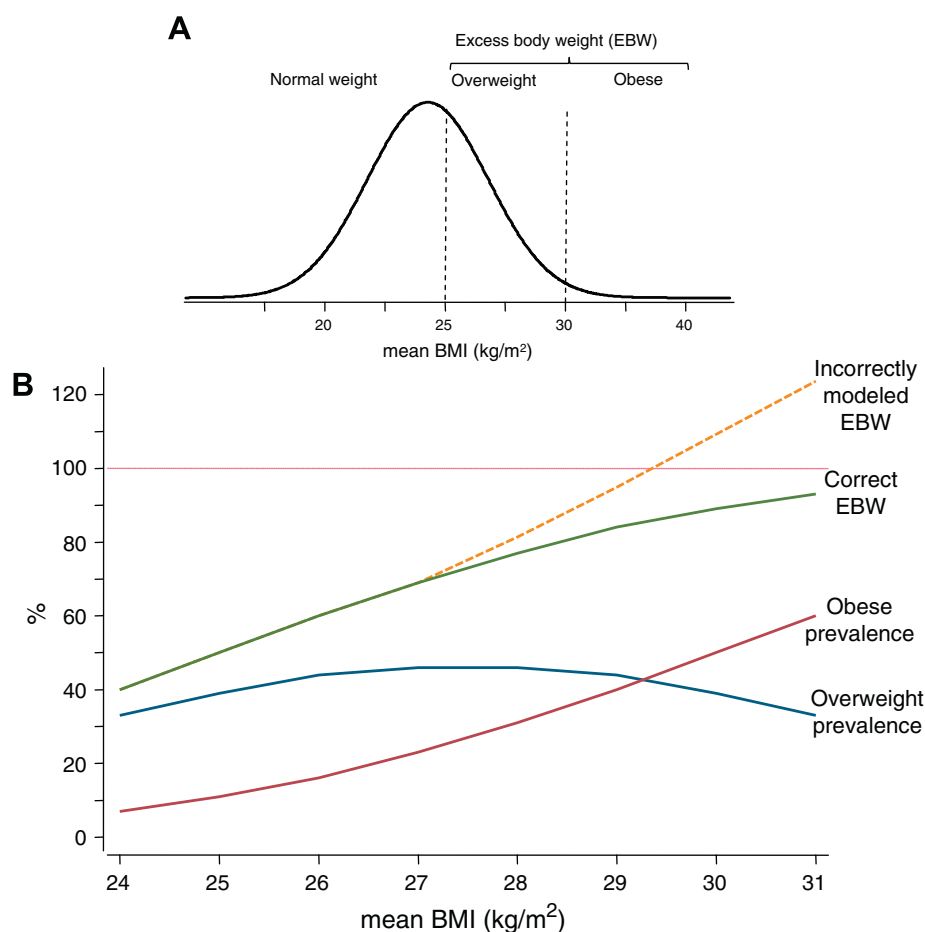 A
Excess body weight (EBW)
Normal weight
Overweight
Obese
20
25
30
40
mean BMI (kg/m²)
B
120
100
80
60
40
20
0
%
Incorrectly
modeled
EBW
Correct
EBW
Obese
prevalence
Overweight
prevalence
24
25
26
27
28
29
30
31
mean BMI (kg/m²)